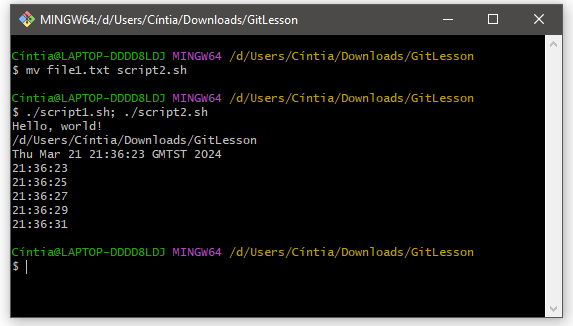 MINGW64:/d/Users/Cíntia/Downloads/GitLesson
Cíntia@LAPTOP-DDDD8LDJ MINGW64 /d/Users/Cíntia/Downloads/GitLesson
$ mv file1.txt script2.sh
Cíntia@LAPTOP-DDDD8LDJ MINGW64 /d/Users/Cíntia/Downloads/GitLesson
$ ./script1.sh; ./script2.sh
Hello, world!
/d/Users/Cíntia/Downloads/GitLesson
Thu Mar 21 21:36:23 GMTST 2024
21:36:23
21:36:25
21:36:27
21:36:29
21:36:31
Cíntia@LAPTOP-DDDD8LDJ MINGW64 /d/Users/Cíntia/Downloads/GitLesson
$